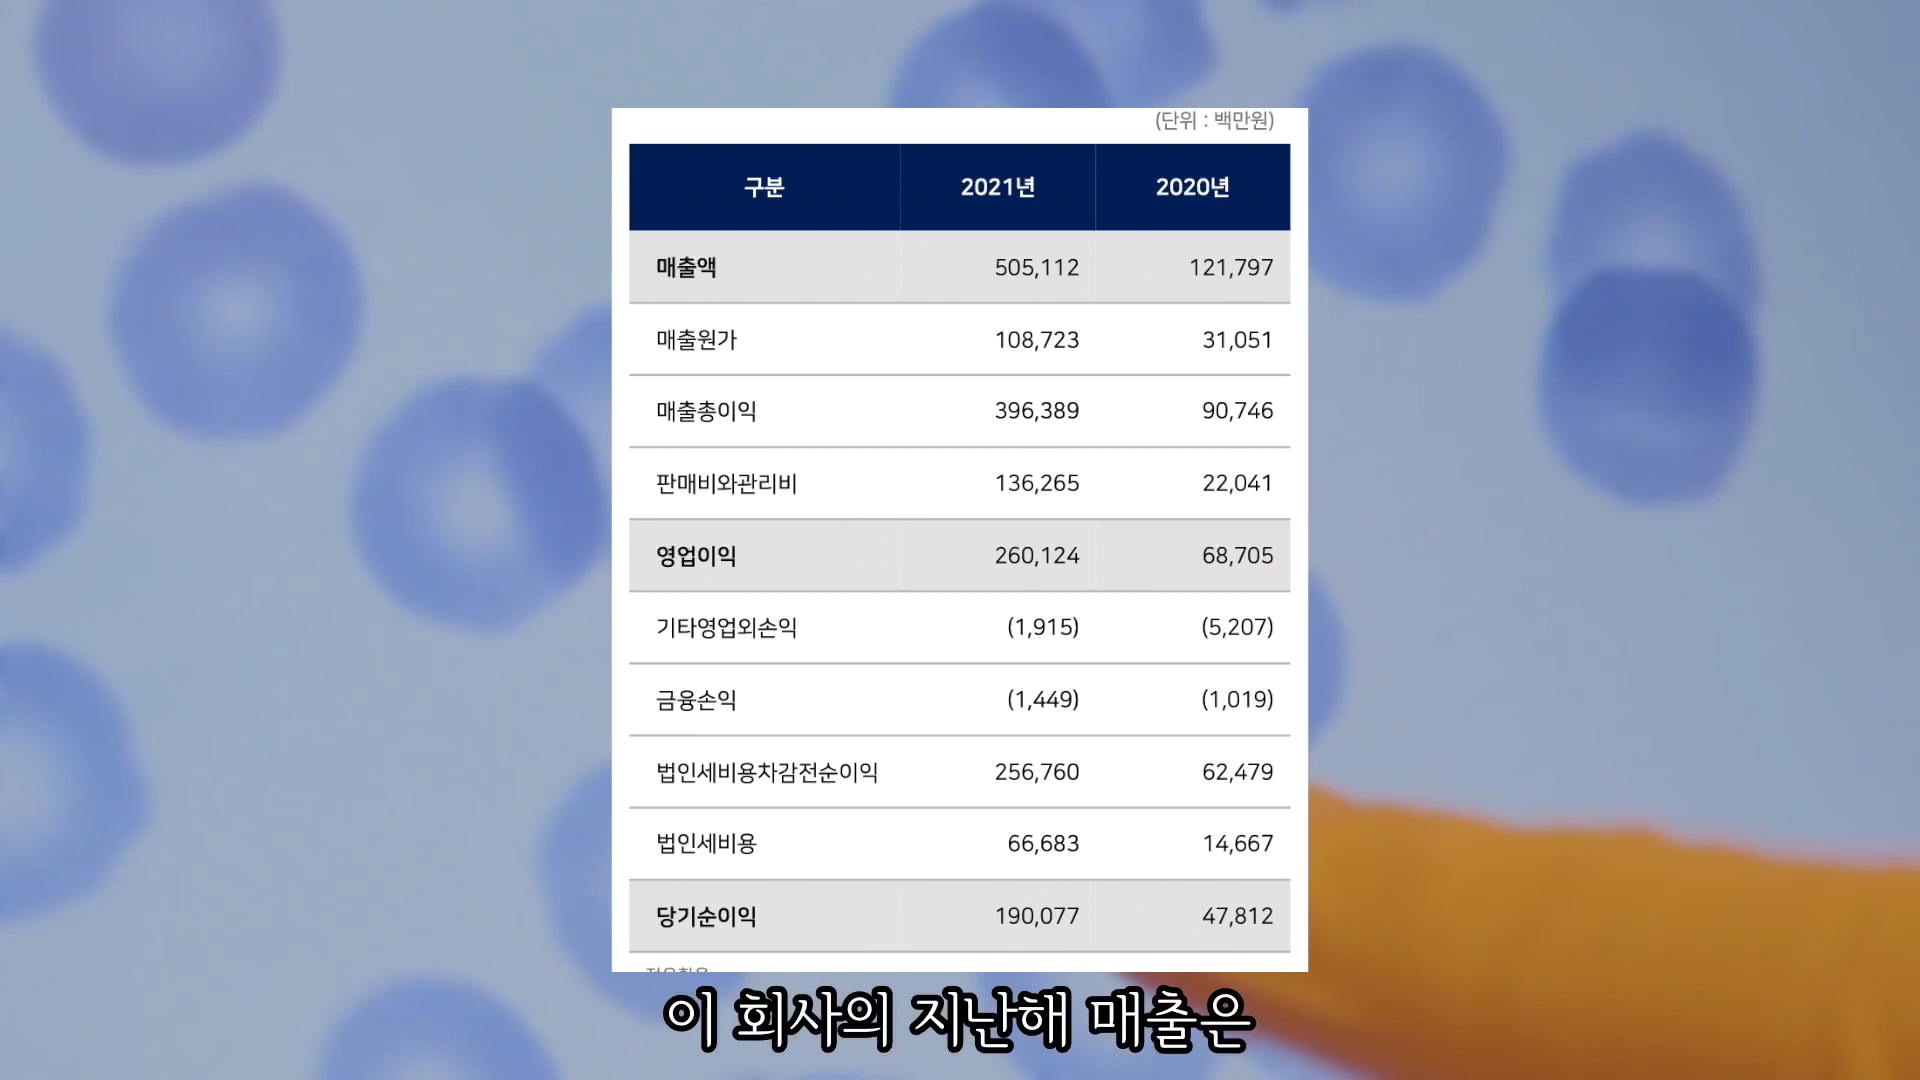 (단위 : 백만원)
구분 2021년 2020년
매출액 505,112 121,797
매출원가 108,723 31,051
매출총이익 396,389 90,746
판매비와관리비 136,265 22,041
영업이익 260,124 68,705
기타영업외손익 (1,915) (5,207)
금융손익 (1,449) (1,019)
법인세비용차감전순이익 256,760 62,479
법인세비용 66,683 14,667
당기순이익 190,077 47,812
이 회사의 지난해 매출은